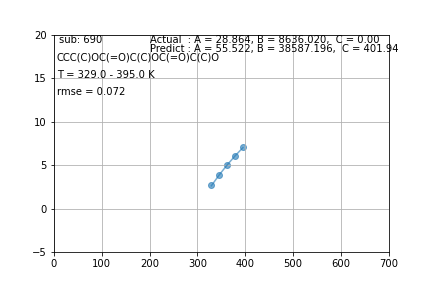 sub: 690
Actual : A = 28.864, B = 8636.020, C = 0.00
Predict : A = 55.522, B = 38587.196, C = 401.94
CCC(C)OC(=O)C(C)OC(=O)C(C)O
T = 329.0 - 395.0 K
rmse = 0.072
20
15
10
5
0
−5
0 100 200 300 400 500 600 700